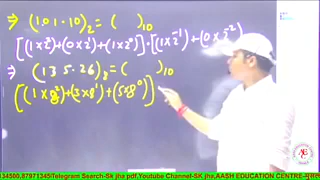 ⇒ (101.10)₂ = (    )₁₀
[(1×2²)+(0×2¹)+(1×2⁰)].[(1×2⁻¹)+(0×2⁻²)
⇒ (135.26)₈ = (    )₁₀
[(1×8²)+(3×8¹)+(5×8⁰)]
134500,87971345!Telegram Search-Sk jha pdf.Youtube Channel-SK jha,AASH EDUCATION CENTRE